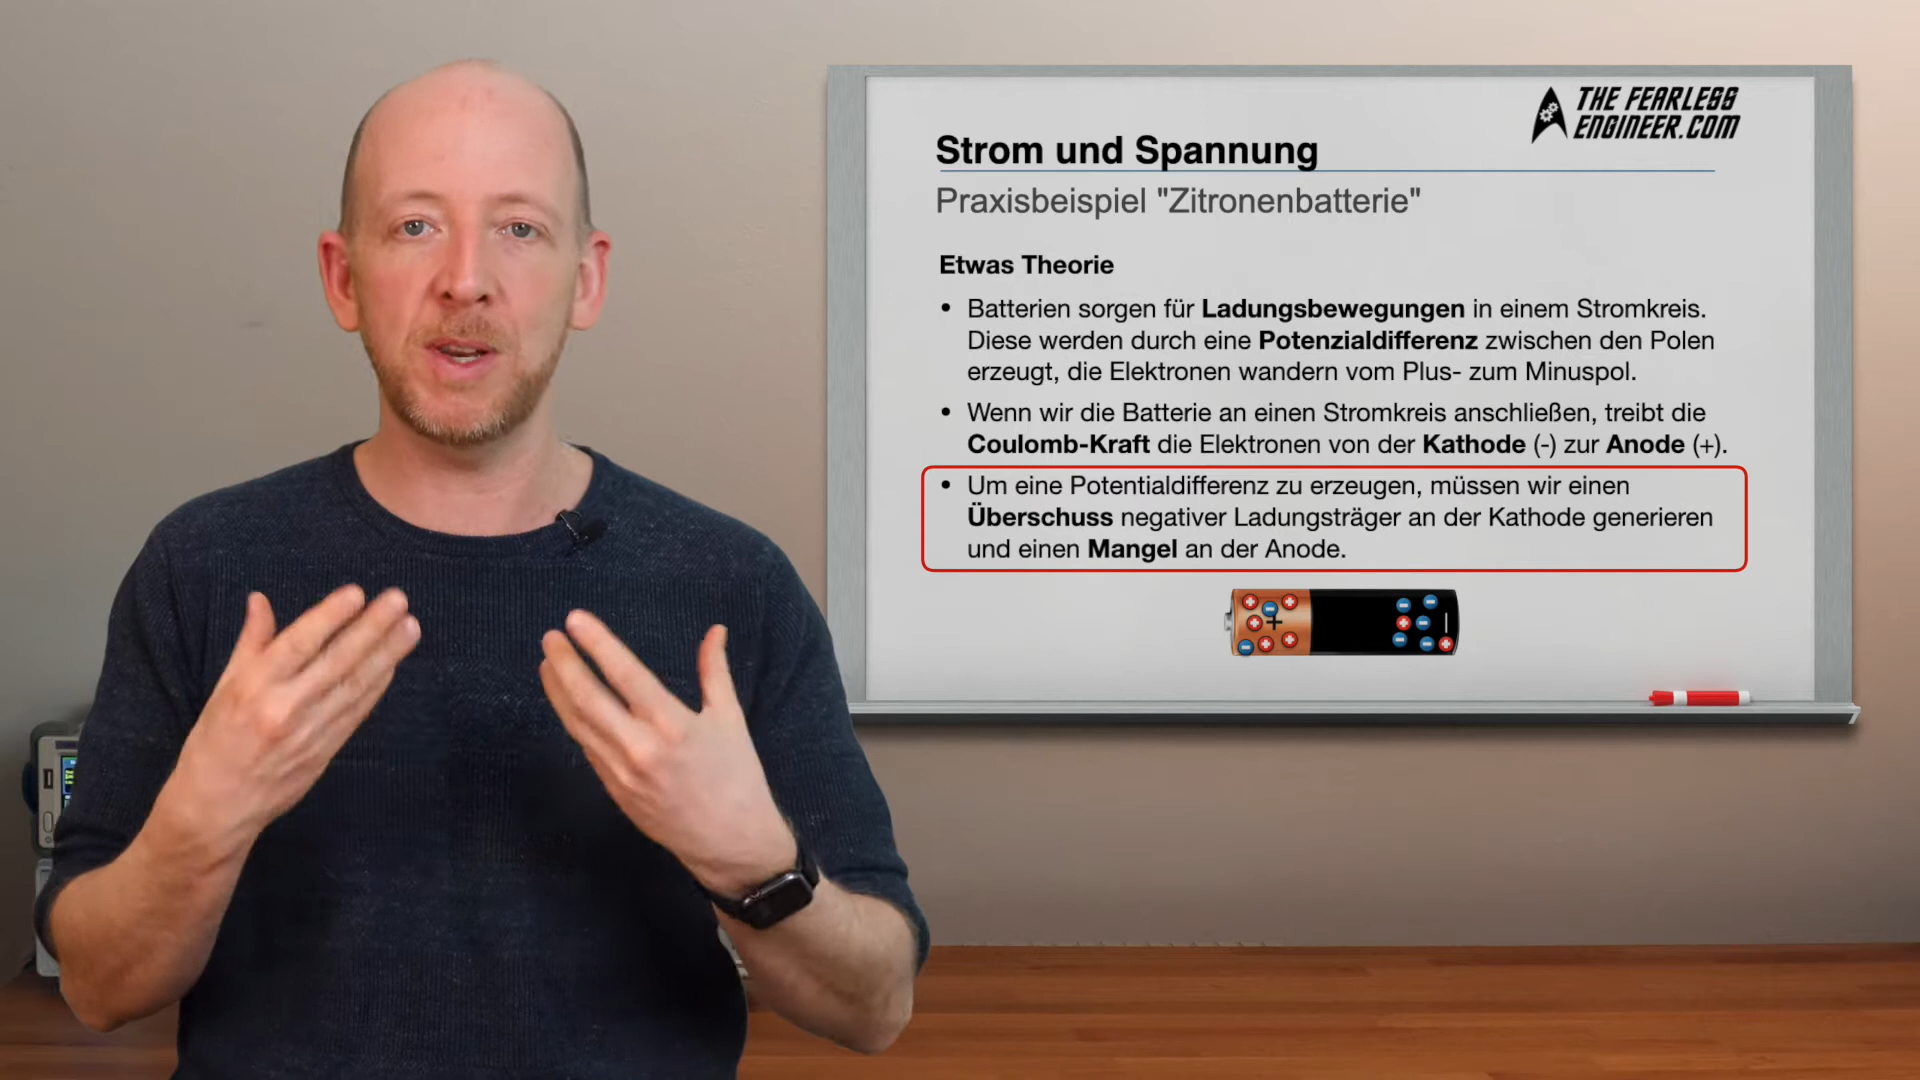 THE FEARLESS
ENGINEER.COM
Strom und Spannung
Praxisbeispiel "Zitronenbatterie"
Etwas Theorie
• Batterien sorgen für Ladungsbewegungen in einem Stromkreis.
Diese werden durch eine Potenzialdifferenz zwischen den Polen
erzeugt, die Elektronen wandern vom Plus- zum Minuspol.
• Wenn wir die Batterie an einen Stromkreis anschließen, treibt die
Coulomb-Kraft die Elektronen von der Kathode (-) zur Anode (+).
• Um eine Potentialdifferenz zu erzeugen, müssen wir einen
Überschuss negativer Ladungsträger an der Kathode generieren
und einen Mangel an der Anode.